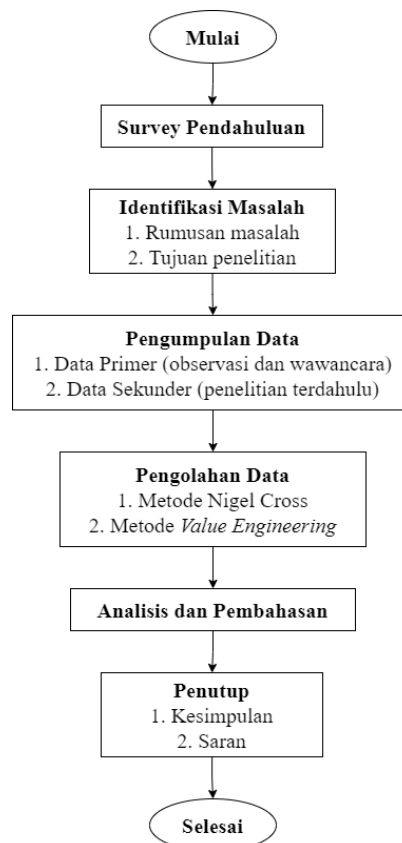 Mulai
Survey Pendahuluan
Identifikasi Masalah
1. Rumusan masalah
2. Tujuan penelitian
Pengumpulan Data
1. Data Primer (observasi dan wawancara)
2. Data Sekunder (penelitian terdahulu)
Pengolahan Data
1. Metode Nigel Cross
2. Metode Value Engineering
Analisis dan Pembahasan
Penutup
1. Kesimpulan
2. Saran
Selesai